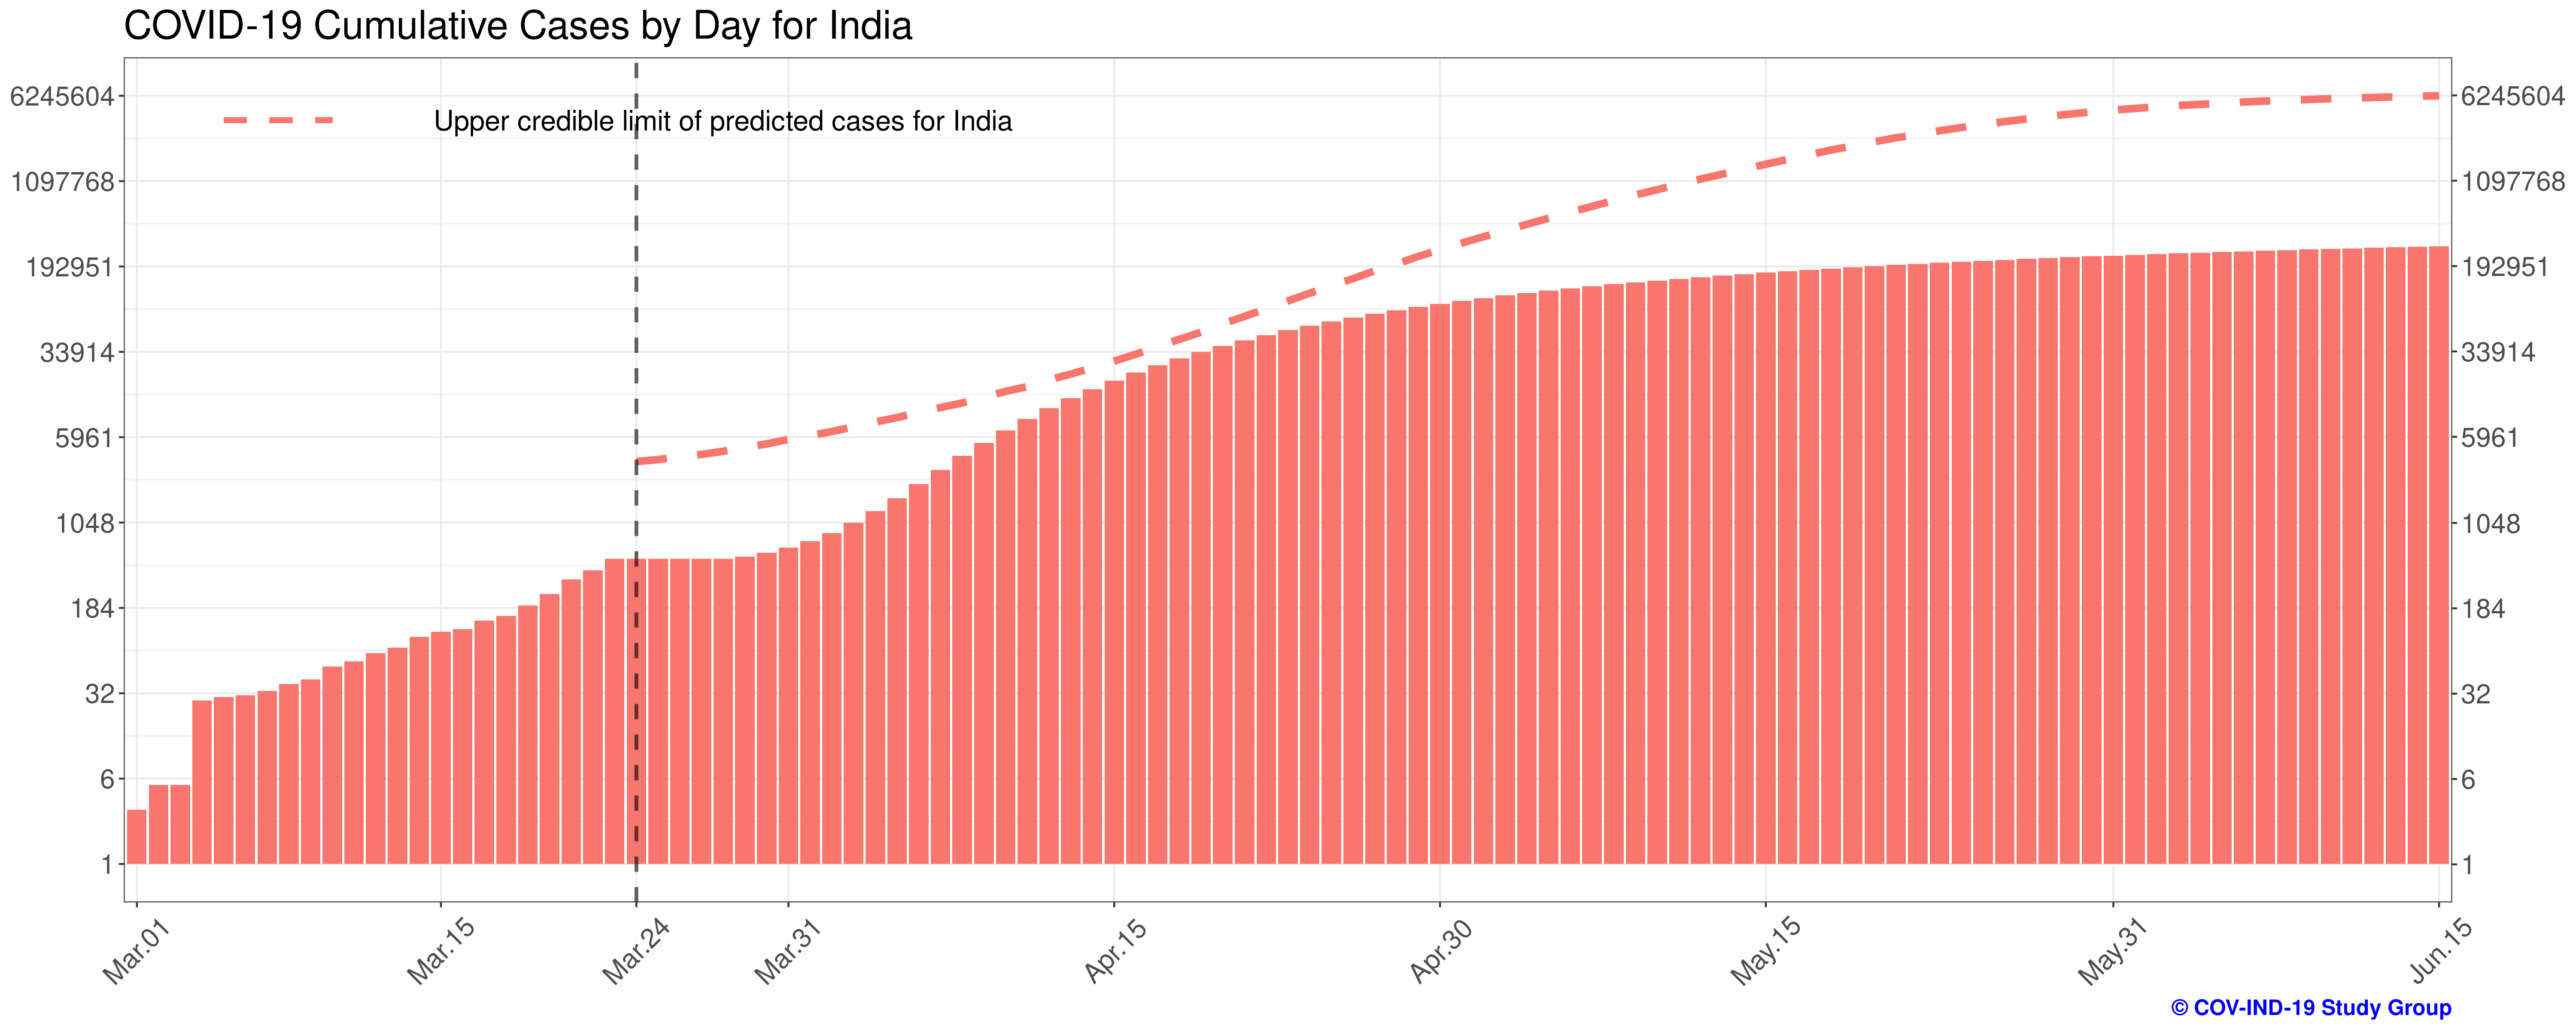 COVID-19 Cumulative Cases by Day for India
Upper credible limit of predicted cases for India
6245604
1097768
192951
33914
5961
1048
184
32
6
1
6245604
1097768
192951
33914
5961
1048
184
32
6
1
Mar.01
Mar.15
Mar.24
Mar.31
Apr.15
Apr.30
May.15
May.31
Jun.15
© COV-IND-19 Study Group